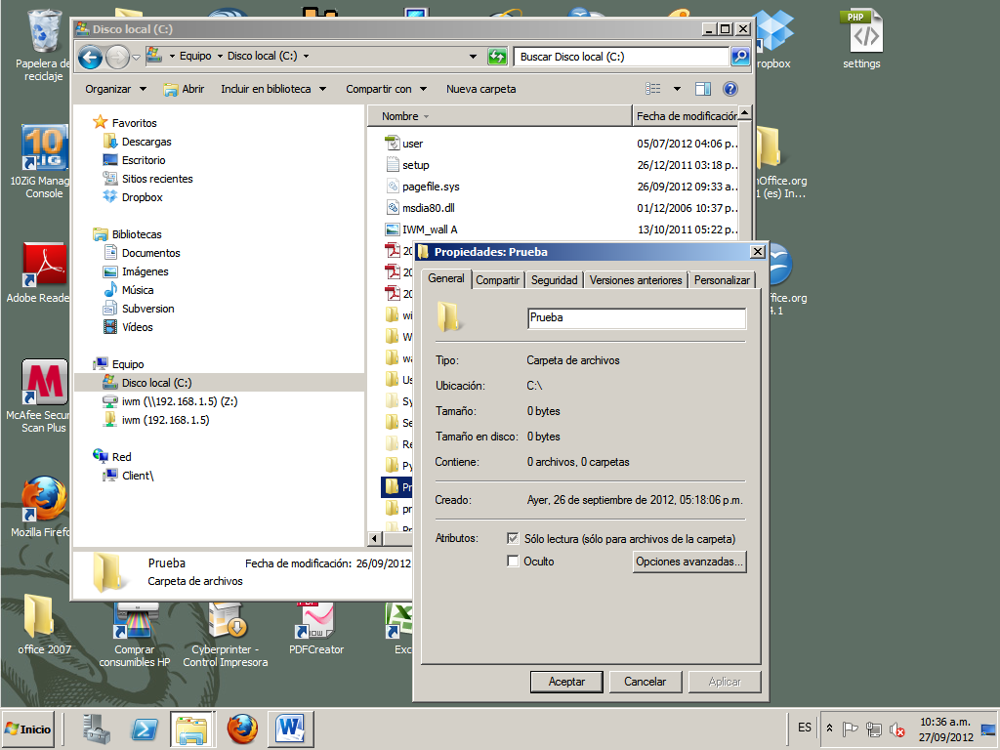 Papelera de
reciclaje
10ZiG Manag
Console
Adobe Reade
McAfee Secur
Scan Plus
Mozilla Firefo
office 2007
Comprar
consumibles HP
Cyberprinter -
Control Impresora
PDFCreator
Exc
ropbox
PHP
settings
nOffice.org
1 (es) In...
ffice.org
4.1
Disco local (C:)
Equipo
Disco local (C:)
Buscar Disco local (C:)
Organizar
Abrir
Incluir en biblioteca
Compartir con
Nueva carpeta
Favoritos
Descargas
Escritorio
Sitios recientes
Dropbox
Bibliotecas
Documentos
Imágenes
Música
Subversion
Vídeos
Equipo
Disco local (C:)
iwm (\\192.168.1.5) (Z:)
iwm (192.168.1.5)
Red
Client\
Nombre
Fecha de modificación
user 05/07/2012 04:06 p..
setup 26/12/2011 03:18 p..
pagefile.sys 26/09/2012 09:33 a..
msdia80.dll 01/12/2006 10:37 p..
IWM_wall A 13/10/2011 05:22 p..
20
20
20
wi
W
wa
Us
Sy
Se
Re
Py
Pr
pr
Pr
Prueba
Fecha de modificación: 26/09/2012
Carpeta de archivos
Propiedades: Prueba
General
Compartir
Seguridad
Versiones anteriores
Personalizar
Prueba
Tipo: Carpeta de archivos
Ubicación: C:\
Tamaño: 0 bytes
Tamaño en disco: 0 bytes
Contiene: 0 archivos, 0 carpetas
Creado: Ayer, 26 de septiembre de 2012, 05:18:06 p.m.
Atributos: Sólo lectura (sólo para archivos de la carpeta)
Oculto
Opciones avanzadas...
Aceptar
Cancelar
Aplicar
Inicio
ES
10:36 a.m.
27/09/2012